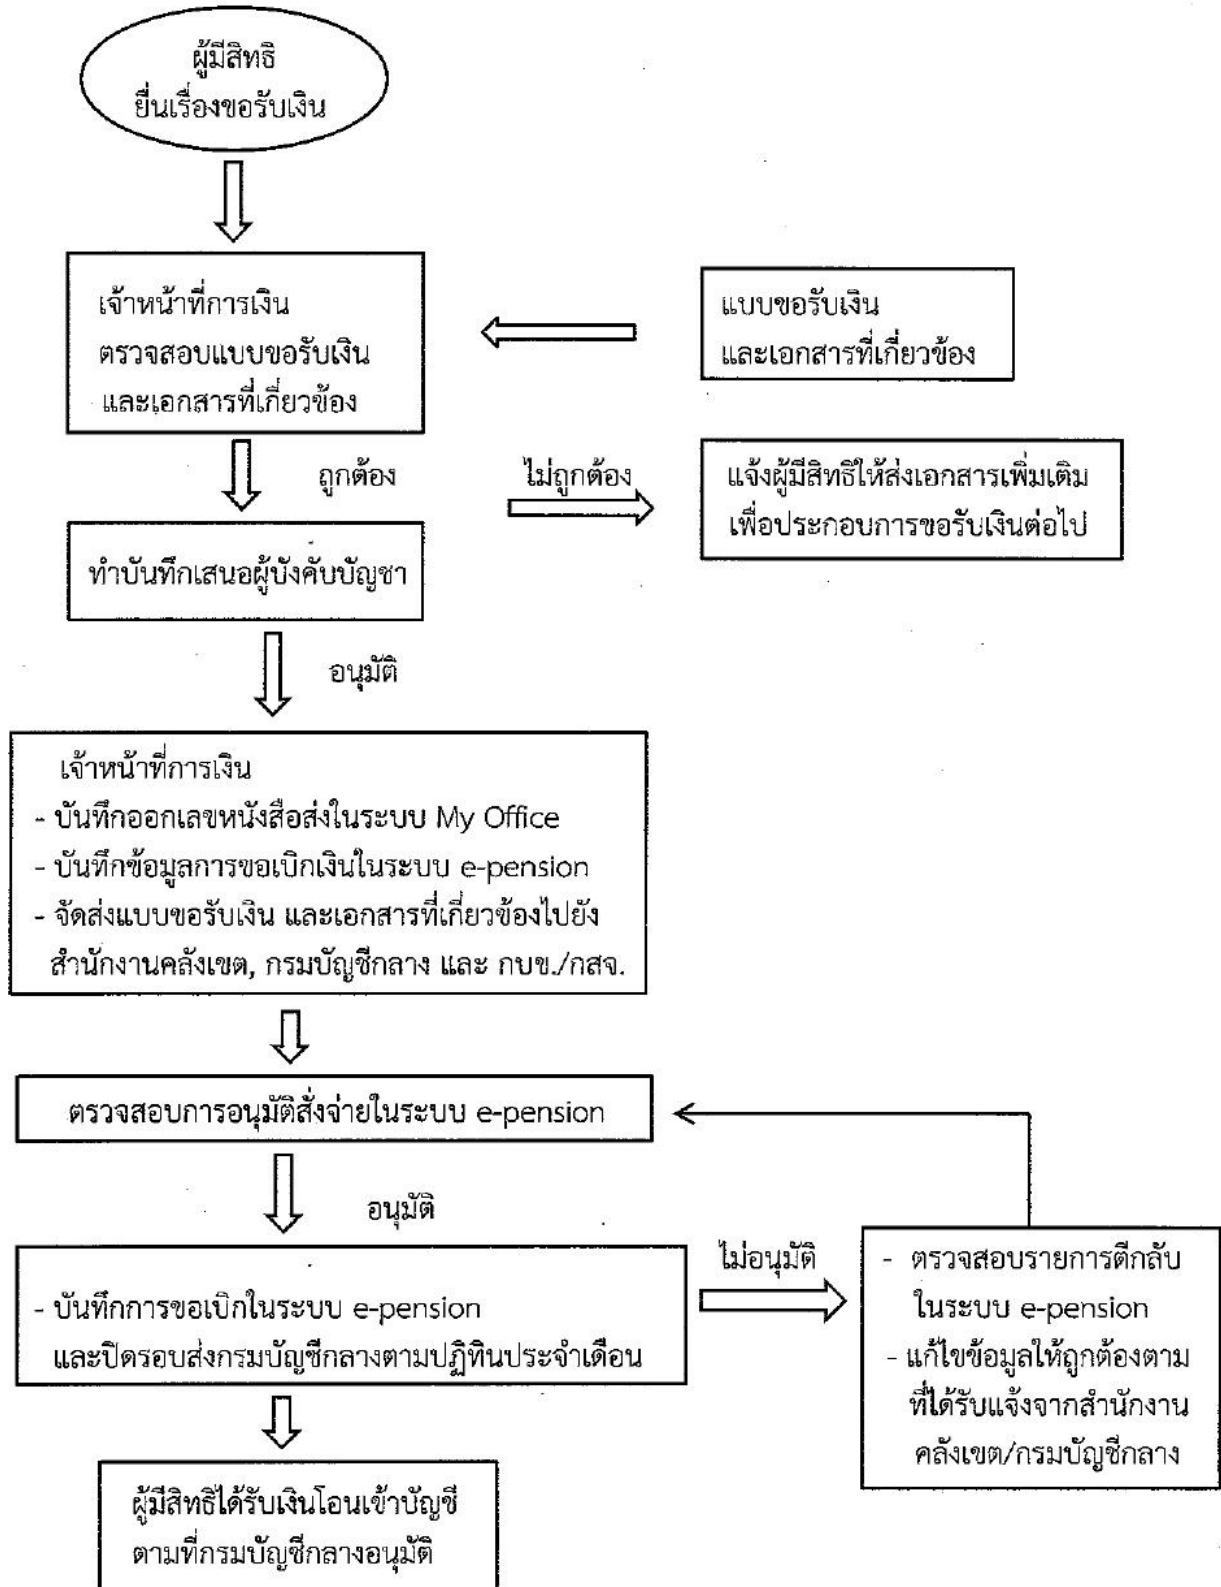 ผู้มีสิทธิ
ยื่นเรื่องขอรับเงิน
เจ้าหน้าที่การเงิน
ตรวจสอบแบบขอรับเงิน
และเอกสารที่เกี่ยวข้อง
แบบขอรับเงิน
และเอกสารที่เกี่ยวข้อง
ถูกต้อง
ไม่ถูกต้อง
แจ้งผู้มีสิทธิให้ส่งเอกสารเพิ่มเติม
เพื่อประกอบการขอรับเงินต่อไป
ทำบันทึกเสนอผู้บังคับบัญชา
อนุมัติ
เจ้าหน้าที่การเงิน
- บันทึกออกเลขหนังสือส่งในระบบ My Office
- บันทึกข้อมูลการขอเบิกเงินในระบบ e-pension
- จัดส่งแบบขอรับเงิน และเอกสารที่เกี่ยวข้องไปยัง
สำนักงานคลังเขต, กรมบัญชีกลาง และ กบข./กสจ.
ตรวจสอบการอนุมัติสั่งจ่ายในระบบ e-pension
อนุมัติ
- บันทึกการขอเบิกในระบบ e-pension
และปิดรอบส่งกรมบัญชีกลางตามปฏิทินประจำเดือน
ไม่อนุมัติ
- ตรวจสอบรายการตีกลับ
ในระบบ e-pension
- แก้ไขข้อมูลให้ถูกต้องตาม
ที่ได้รับแจ้งจากสำนักงาน
คลังเขต/กรมบัญชีกลาง
ผู้มีสิทธิได้รับเงินโอนเข้าบัญชี
ตามที่กรมบัญชีกลางอนุมัติ